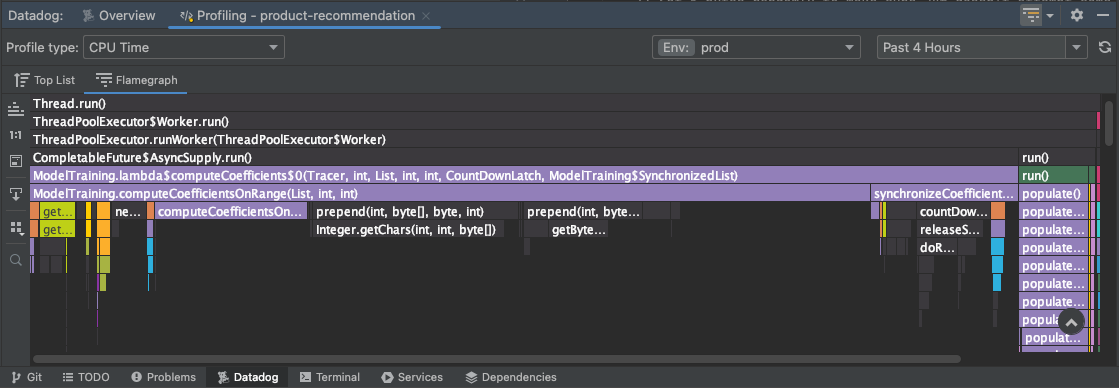 Datadog: Overview Profiling - product-recommendation
Profile type: CPU Time Env: prod Past 4 Hours
Top List Flamegraph
Thread.run()
ThreadPoolExecutor$Worker.run()
1:1 ThreadPoolExecutor.runWorker(ThreadPoolExecutor$Worker)
CompletableFuture$AsyncSupply.run() run()
ModelTraining.lambda$computeCoefficients$0(Tracer, int, List, int, int, CountDownLatch, ModelTraining$SynchronizedList) run()
ModelTraining.computeCoefficientsOnRange(List, int, int) synchronizeCoefficient... populate()
get... ne... computeCoefficientsOn... prepend(int, byte[], byte, int) prepend(int, byte... countDow... populate...
get... Integer.getChars(int, int, byte[]) getByte... releaseS... populate...
doR... populate...
populate...
populate...
populate...
populat...
populat...
Git TODO Problems Datadog Terminal Services Dependencies